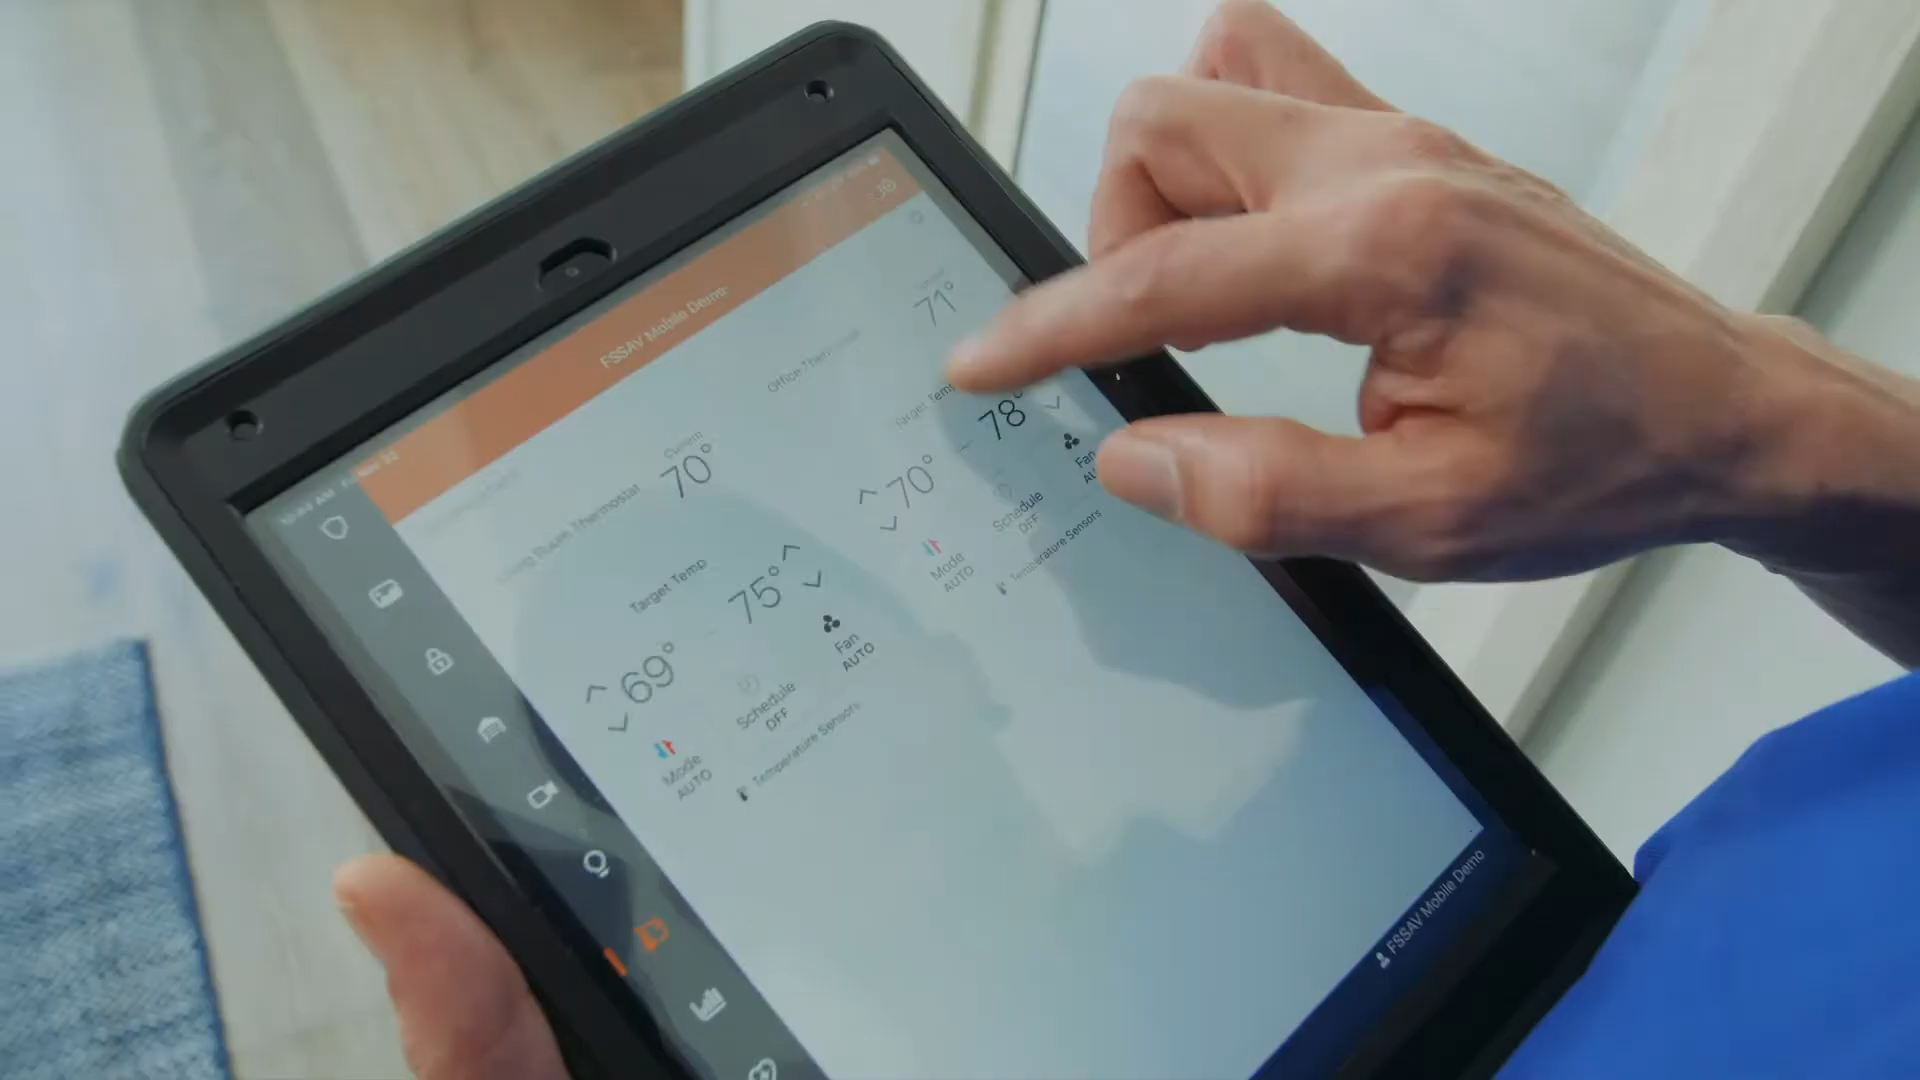 FSSAV Mobile Demo
Living Room Thermostat
Current
70°
Target Temp
69°
75°
Mode
AUTO
Schedule
OFF
Fan
AUTO
Temperature Sensors
Office Thermostat
71°
Target Temp
70°
78°
Mode
AUTO
Schedule
OFF
Fan
Temperature Sensors
FSSAV Mobile Demo